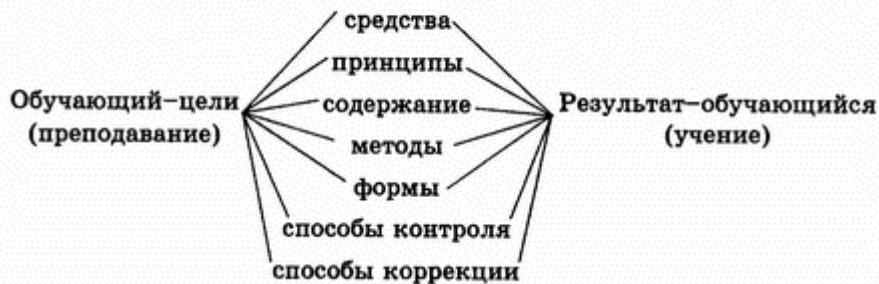 средства
принципы
Обучающий–цели
(преподавание)
содержание
методы
формы
способы контроля
способы коррекции
Результат–обучающийся
(учение)